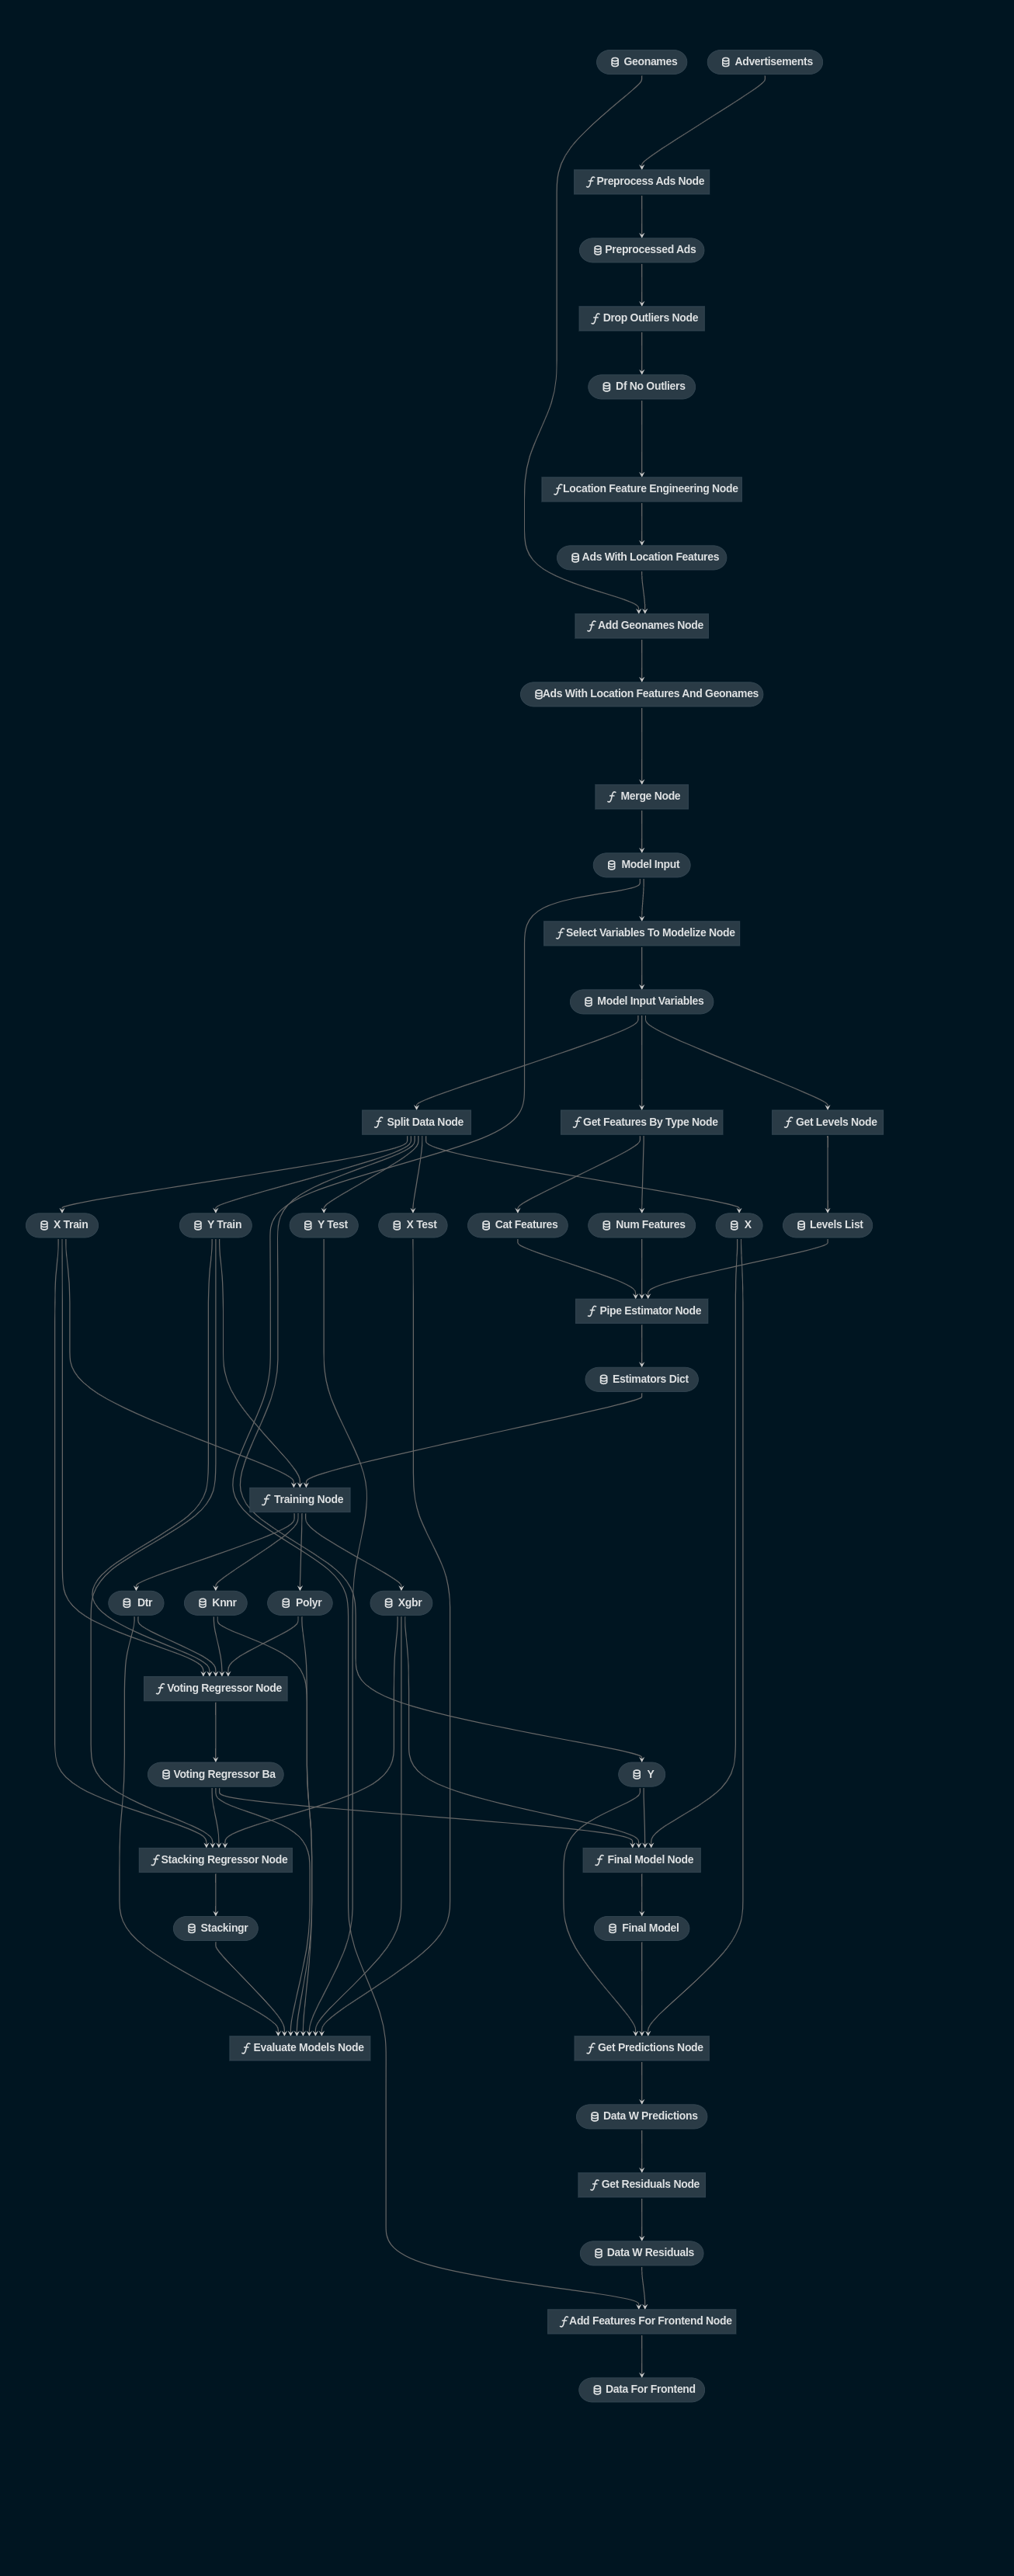 Geonames
Advertisements
Preprocess Ads Node
Preprocessed Ads
Drop Outliers Node
Df No Outliers
Location Feature Engineering Node
Ads With Location Features
Add Geonames Node
Ads With Location Features And Geonames
Merge Node
Model Input
Select Variables To Modelize Node
Model Input Variables
Split Data Node
Get Features By Type Node
Get Levels Node
X Train
Y Train
Y Test
X Test
Cat Features
Num Features
X
Levels List
Pipe Estimator Node
Estimators Dict
Training Node
Dtr
Knnr
Polyr
Xgbr
Voting Regressor Node
Voting Regressor Ba
Y
Stacking Regressor Node
Final Model Node
Stackingr
Final Model
Evaluate Models Node
Get Predictions Node
Data W Predictions
Get Residuals Node
Data W Residuals
Add Features For Frontend Node
Data For Frontend